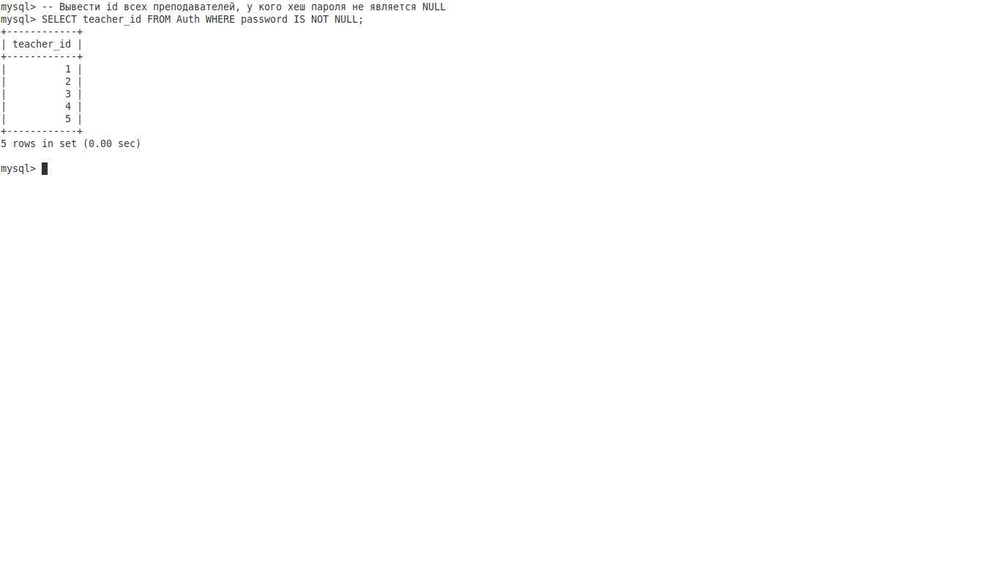 mysql> -- Вывести id всех преподавателей, у кого хеш пароля не является NULL
mysql> SELECT teacher_id FROM Auth WHERE password IS NOT NULL;
+------------+
| teacher_id |
+------------+
|          1 |
|          2 |
|          3 |
|          4 |
|          5 |
+------------+
5 rows in set (0.00 sec)
mysql>